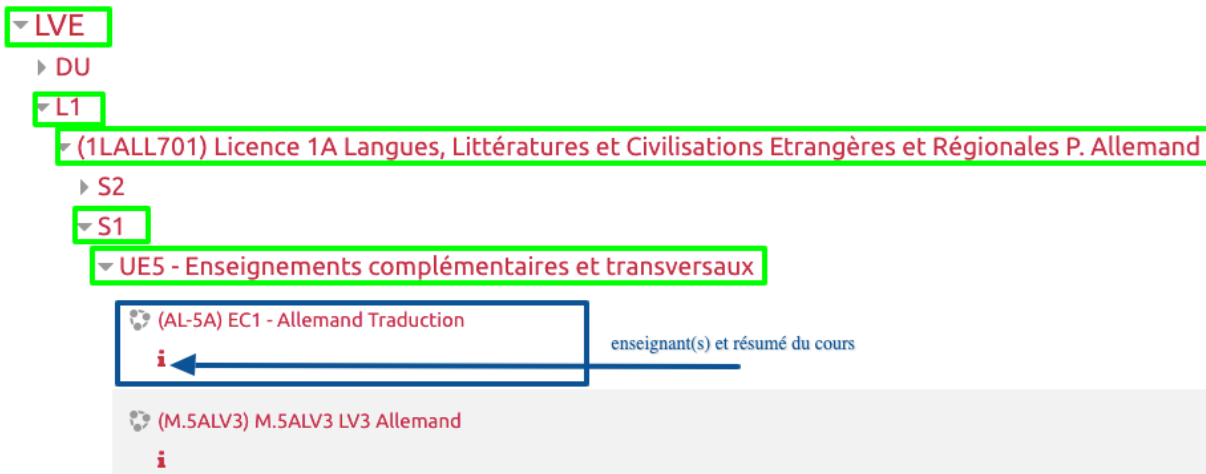 LVE
DU
L1
(1LALL701) Licence 1A Langues, Littératures et Civilisations Etrangères et Régionales P. Allemand
S2
S1
UE5 - Enseignements complémentaires et transversaux
(AL-5A) EC1 - Allemand Traduction
enseignant(s) et résumé du cours
(M.5ALV3) M.5ALV3 LV3 Allemand